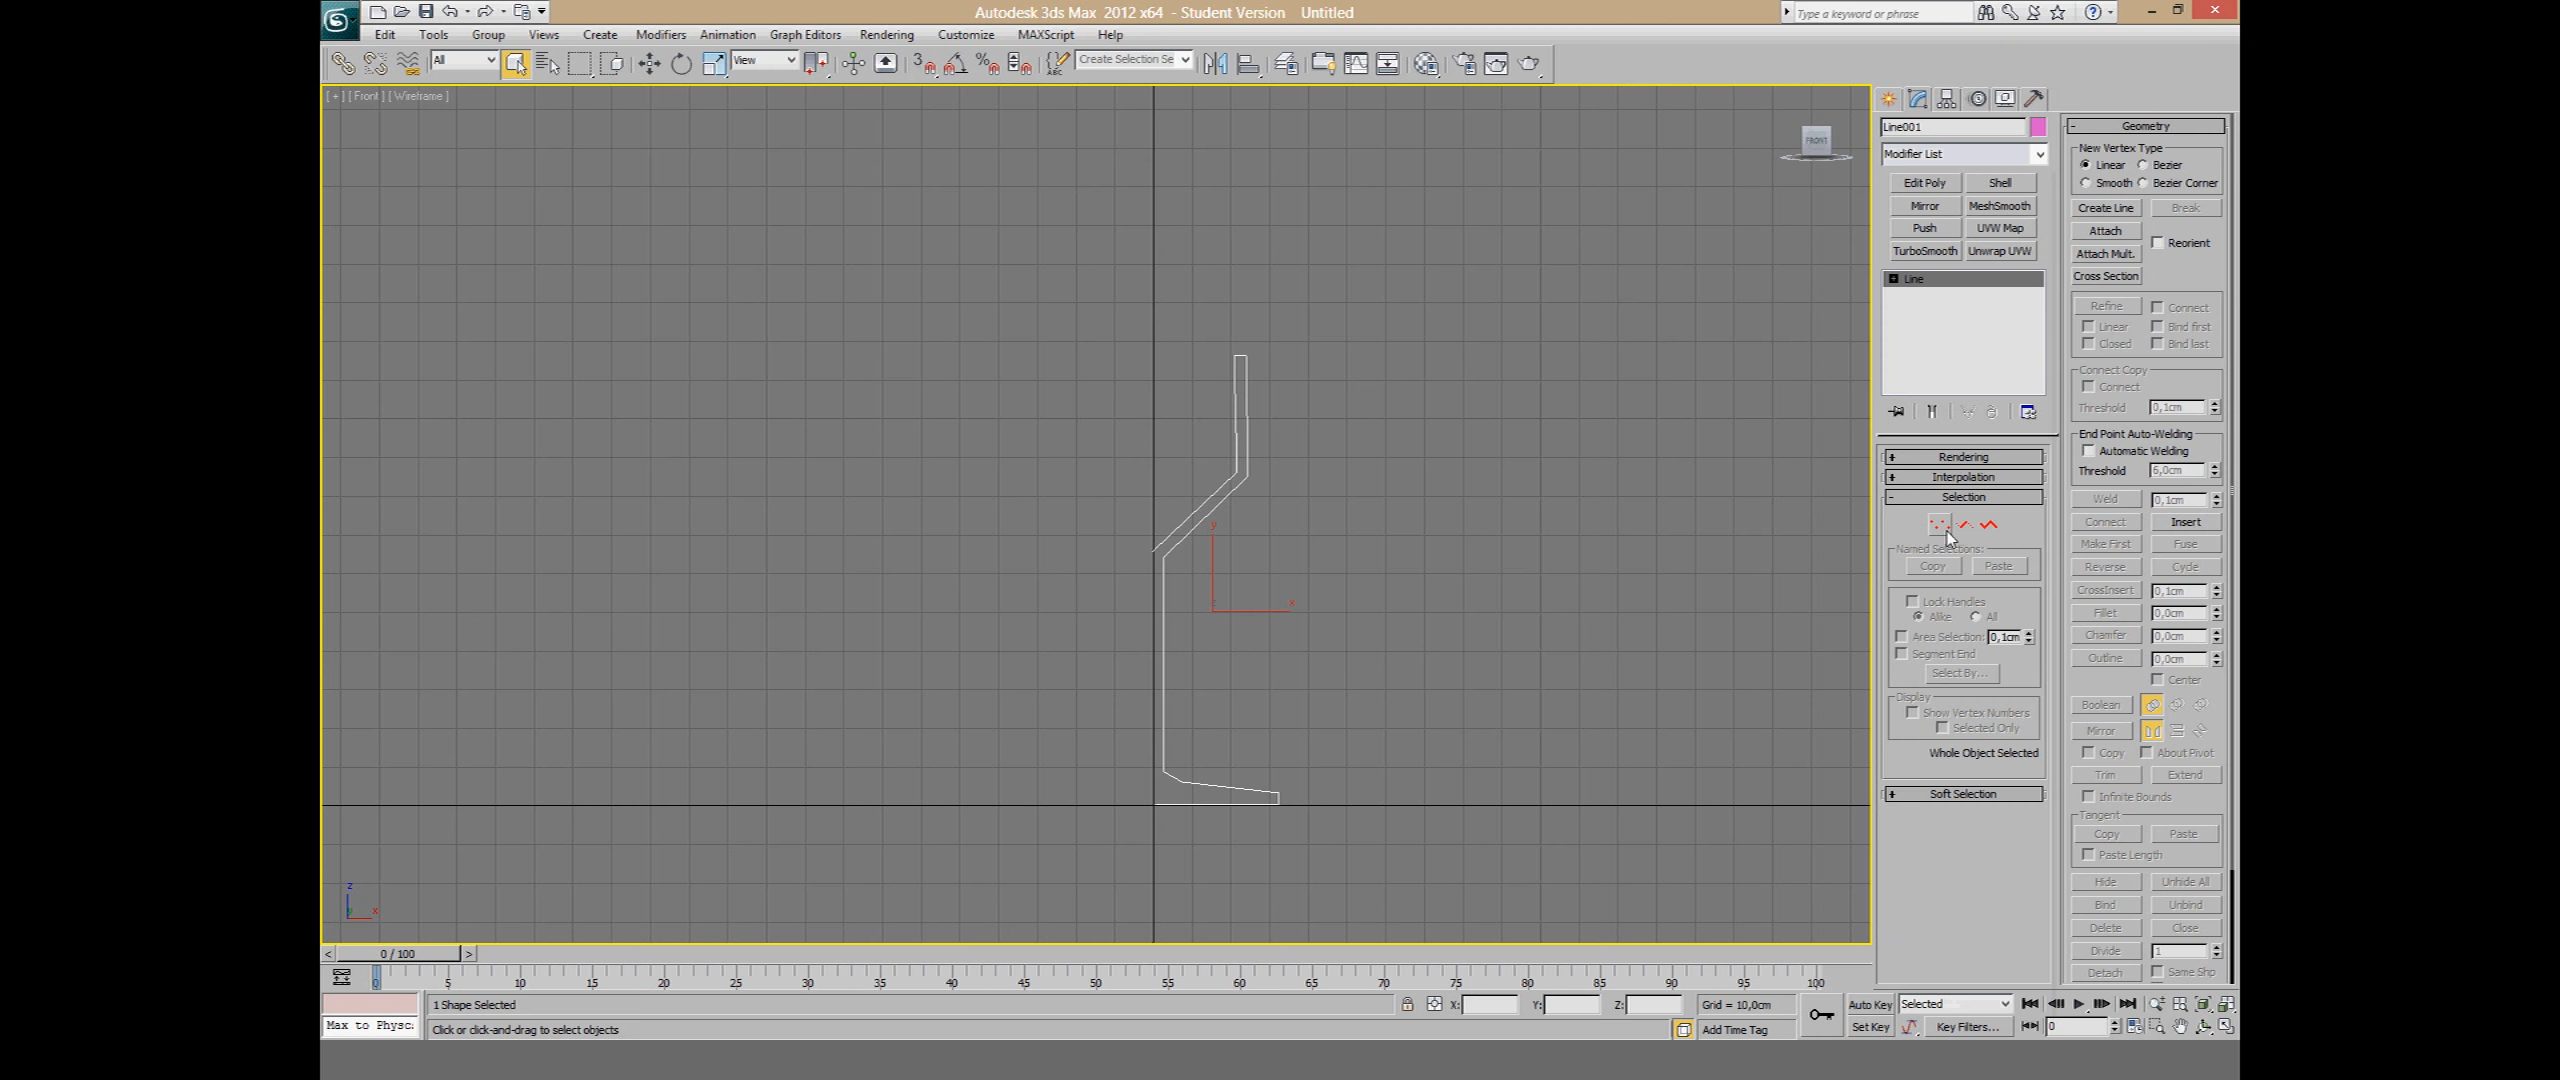 Autodesk 3ds Max 2012 x64 - Student Version Untitled
Type a keyword or phrase
Edit Tools Group Views Create Modifiers Animation Graph Editors Rendering Customize MAXScript Help
All
View
3
%
ABC
Create Selection Se
[ + ] [ Front ] [ Wireframe ]
FRONT
y
x
z
x
Line001
Modifier List
Edit Poly Shell
Mirror MeshSmooth
Push UVW Map
TurboSmooth Unwrap UVW
Line
+ Rendering
+ Interpolation
- Selection
Named Selections:
Copy Paste
Lock Handles
Alike All
Area Selection: 0,1cm
Segment End
Select By...
Display
Show Vertex Numbers
Selected Only
Whole Object Selected
+ Soft Selection
- Geometry
New Vertex Type
Linear Bezier
Smooth Bezier Corner
Create Line Break
Attach
Reorient
Attach Mult.
Cross Section
Refine Connect
Linear Bind first
Closed Bind last
Connect Copy
Connect
Threshold 0,1cm
End Point Auto-Welding
Automatic Welding
Threshold 6,0cm
Weld 0,1cm
Connect Insert
Make First Fuse
Reverse Cycle
CrossInsert 0,1cm
Fillet 0,0cm
Chamfer 0,0cm
Outline 0,0cm
Center
Boolean
Mirror
Copy About Pivot
Trim Extend
Infinite Bounds
Tangent
Copy Paste
Paste Length
Hide Unhide All
Bind Unbind
Delete Close
Divide 1
Detach Same Shp
< 0 / 100 >
0 5 10 15 20 25 30 35 40 45 50 55 60 65 70 75 80 85 90 95 100
1 Shape Selected
X: Y: Z: Grid = 10,0cm
Auto Key Selected
Max to Physc:
Click or click-and-drag to select objects
Add Time Tag
Set Key Key Filters... 0